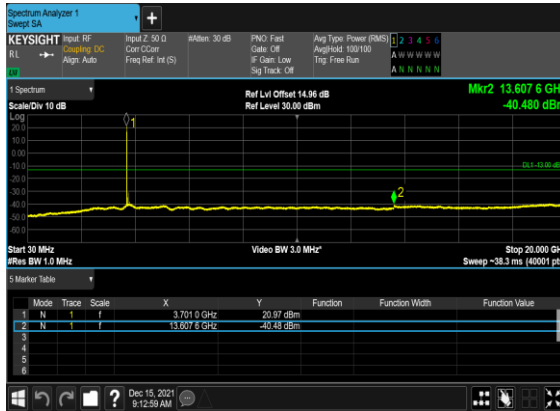 Spectrum Analyzer 1
Swept SA
+
KEYSIGHT
RL
Input: RF
Coupling: DC
Align: Auto
Input Z: 50 Ω
Corr CCorr
Freq Ref: Int (S)
#Atten: 30 dB
PNO: Fast
Gate: Off
IF Gain: Low
Sig Track: Off
Avg Type: Power (RMS)
Avg|Hold: 100/100
Trig: Free Run
1 2 3 4 5 6
A W W W W W
A N N N N N
1 Spectrum
Scale/Div 10 dB
Ref Lvl Offset 14.96 dB
Ref Level 30.00 dBm
Mkr2 13.607 6 GH
-40.480 dB
Log
20.0
10.0
0.00
-10.0
-20.0
-30.0
-40.0
-50.0
-60.0
1
2
DL1 -13.00 dB
Start 30 MHz
#Res BW 1.0 MHz
Video BW 3.0 MHz*
Stop 20.000 GH
Sweep ~38.3 ms (40001 pt
5 Marker Table
Mode Trace Scale X Y Function Function Width Function Value
1 N 1 f 3.701 0 GHz 20.97 dBm
2 N 1 f 13.607 6 GHz -40.48 dBm
3
4
5
6
?
Dec 15, 2021
9:12:59 AM